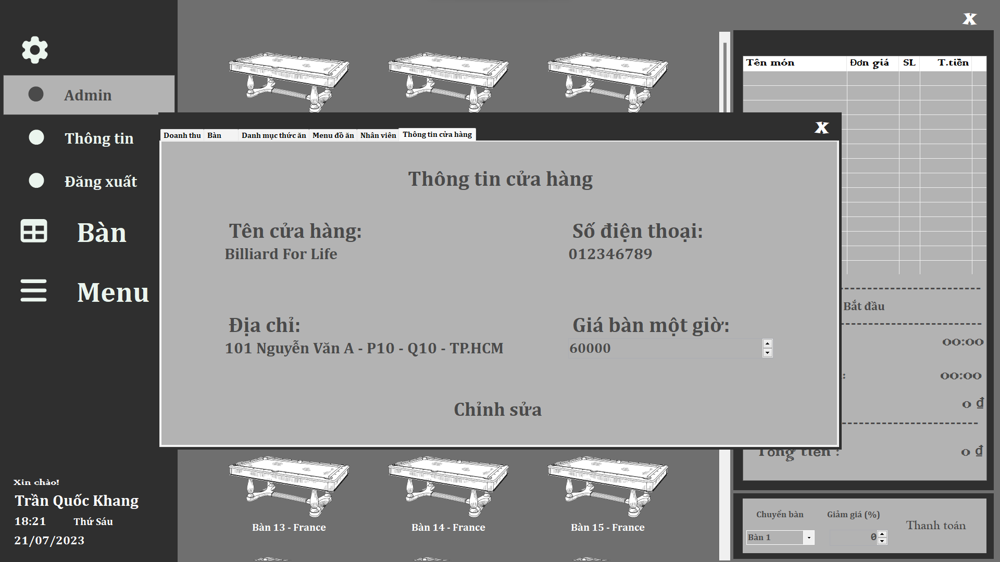 X
Admin
Thông tin
Đăng xuất
Bàn
Menu
Xin chào!
Trần Quốc Khang
18:21 Thứ Sáu
21/07/2023
X
Doanh thu Bàn Danh mục thức ăn Menu đồ ăn Nhân viên Thông tin cửa hàng
Thông tin cửa hàng
Tên cửa hàng:
Billiard For Life
Số điện thoại:
012346789
Địa chỉ:
101 Nguyễn Văn A - P10 - Q10 - TP.HCM
Giá bàn một giờ:
60000
Chỉnh sửa
Bàn 13 - France
Bàn 14 - France
Bàn 15 - France
Tên món Đơn giá SL T.tiền
Bắt đầu
00:00
: 00:00
0 ₫
Tổng tiền : 0 ₫
Chuyển bàn Giảm giá (%)
Bàn 1 0
Thanh toán